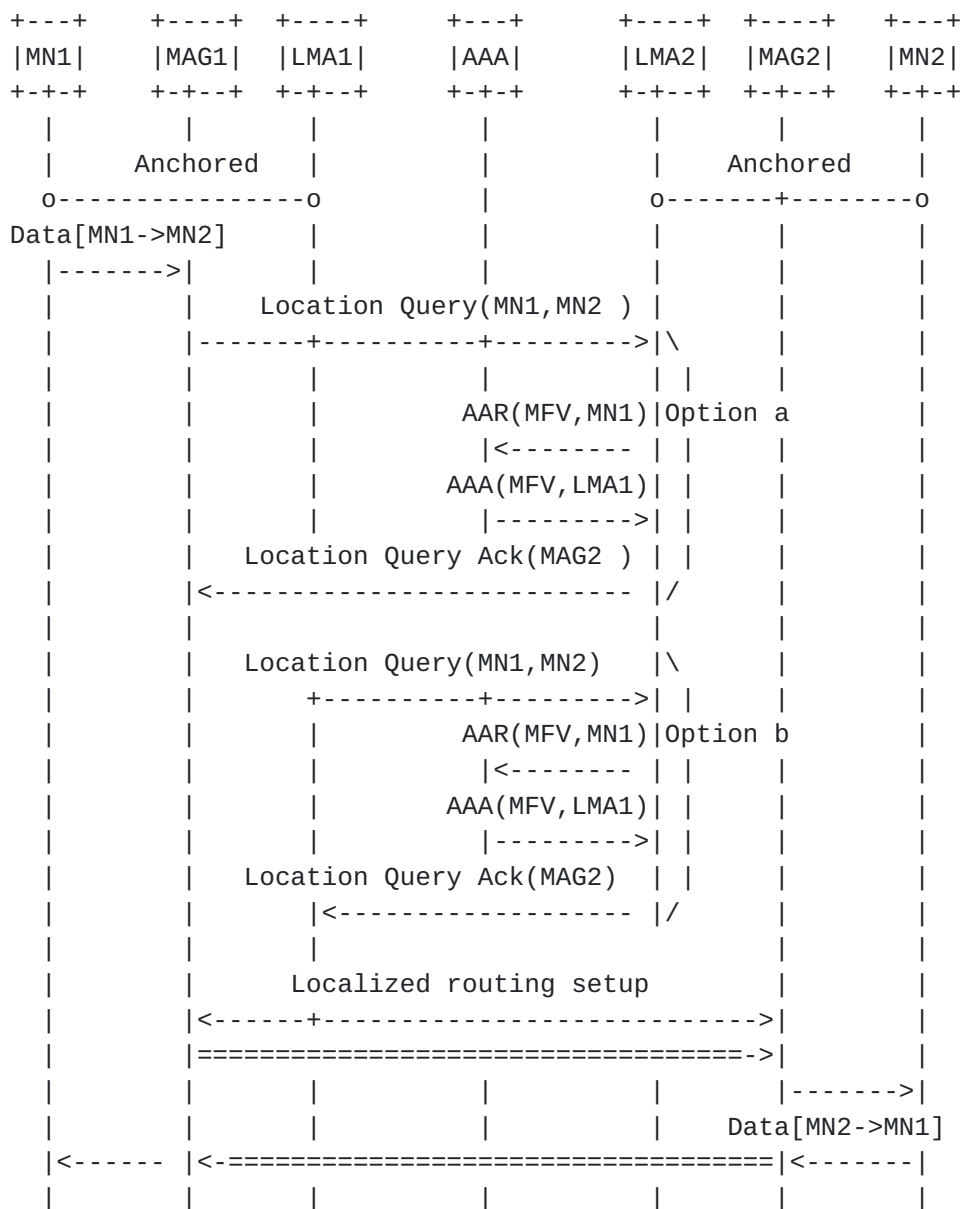 +---+    +----+  +----+     +---+      +----+  +----+    +---+
|MN1|    |MAG1|  |LMA1|     |AAA|      |LMA2|  |MAG2|    |MN2|
+-+-+    +-+--+  +-+--+     +-+-+      +-+--+  +-+--+    +-+-+
  |        |       |          |          |       |        |
  |     Anchored   |          |          |    Anchored    |
  o----------------o          |          o-------+--------o
Data[MN1->MN2]     |          |          |       |        |
  |------->|       |          |          |       |        |
  |        |    Location Query(MN1,MN2 ) |       |        |
  |        |-------+----------+--------->|\      |        |
  |        |       |          |          | |     |        |
  |        |       |         AAR(MFV,MN1)|Option a        |
  |        |       |          |<-------- | |     |        |
  |        |       |        AAA(MFV,LMA1)| |     |        |
  |        |       |          |--------->| |     |        |
  |        |   Location Query Ack(MAG2 ) | |     |        |
  |        |<--------------------------- |/      |        |
  |        |                             |       |        |
  |        |   Location Query(MN1,MN2)   |\      |        |
  |        |       +----------+--------->| |     |        |
  |        |       |         AAR(MFV,MN1)|Option b        |
  |        |       |          |<-------- | |     |        |
  |        |       |        AAA(MFV,LMA1)| |     |        |
  |        |       |          |--------->| |     |        |
  |        |   Location Query Ack(MAG2)  | |     |        |
  |        |       |<------------------- |/      |        |
  |        |       |                             |        |
  |        |      Localized routing setup        |        |
  |        |<------+---------------------------->|        |
  |        |===================================->|        |
  |        |       |          |          |       |------->|
  |        |       |          |          |    Data[MN2->MN1]
  |<------ |<-===================================|<-------|
  |        |       |          |          |       |        |